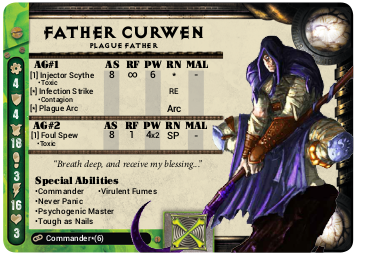 FATHER CURWEN
PLAGUE FATHER
AG#1 AS RF PW RN MAL
[1] Injector Scythe 8 ∞ 6 * -
•Toxic
[•] Infection Strike RE
•Contagion
[•] Plague Arc Arc
AG#2 AS RF PW RN MAL
[1] Foul Spew 8 1 4x2 SP -
•Toxic
"Breath deep, and receive my blessing.."
Special Abilities
•Commander •Virulent Fumes
•Never Panic
•Psychogenic Master
•Tough as Nails
Commander•(6)
4
4
18
3
16
3